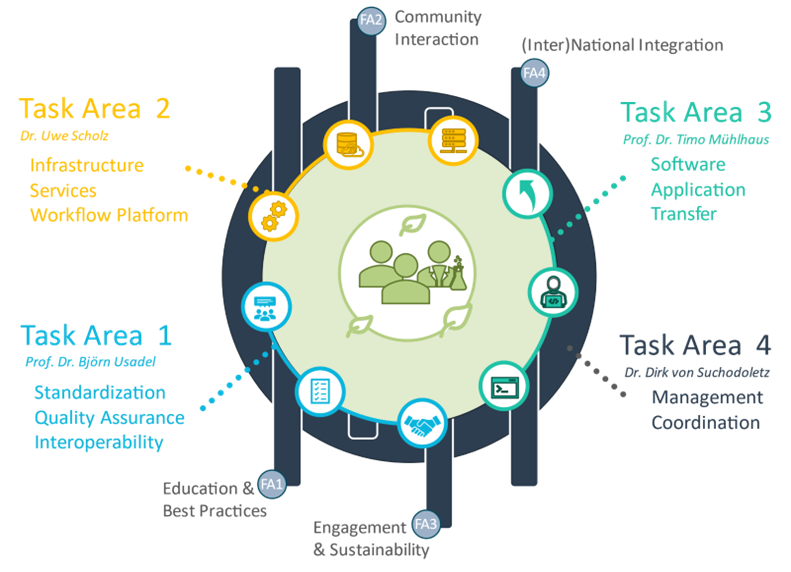 FA2
Community
Interaction
(Inter)National Integration
FA4
Task Area 2
Dr. Uwe Scholz
Infrastructure
Services
Workflow Platform
Task Area 3
Prof. Dr. Timo Mühlhaus
Software
Application
Transfer
Task Area 1
Prof. Dr. Björn Usadel
Standardization
Quality Assurance
Interoperability
Task Area 4
Dr. Dirk von Suchodoletz
Management
Coordination
Education &
Best Practices
FA1
Engagement
& Sustainability
FA3